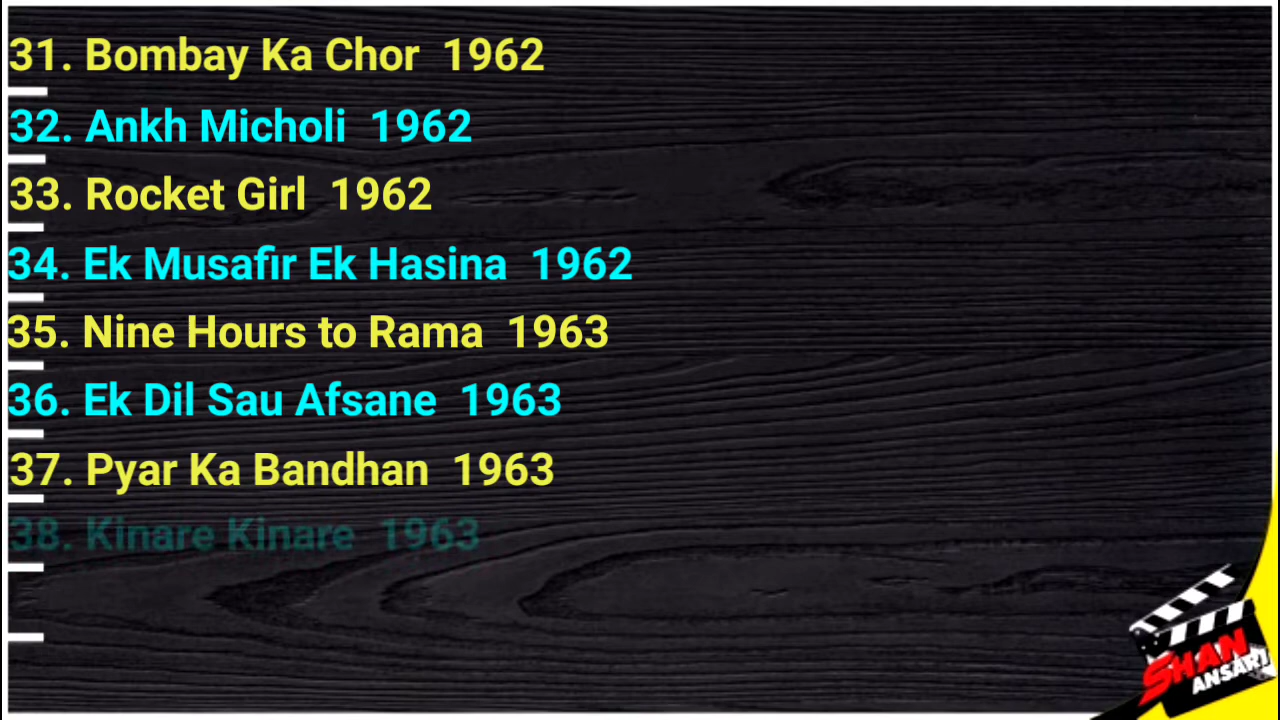 31. Bombay Ka Chor 1962
32. Ankh Micholi 1962
33. Rocket Girl 1962
34. Ek Musafir Ek Hasina 1962
35. Nine Hours to Rama 1963
36. Ek Dil Sau Afsane 1963
37. Pyar Ka Bandhan 1963
38. Kinare Kinare 1963
SHAN
ANSARI